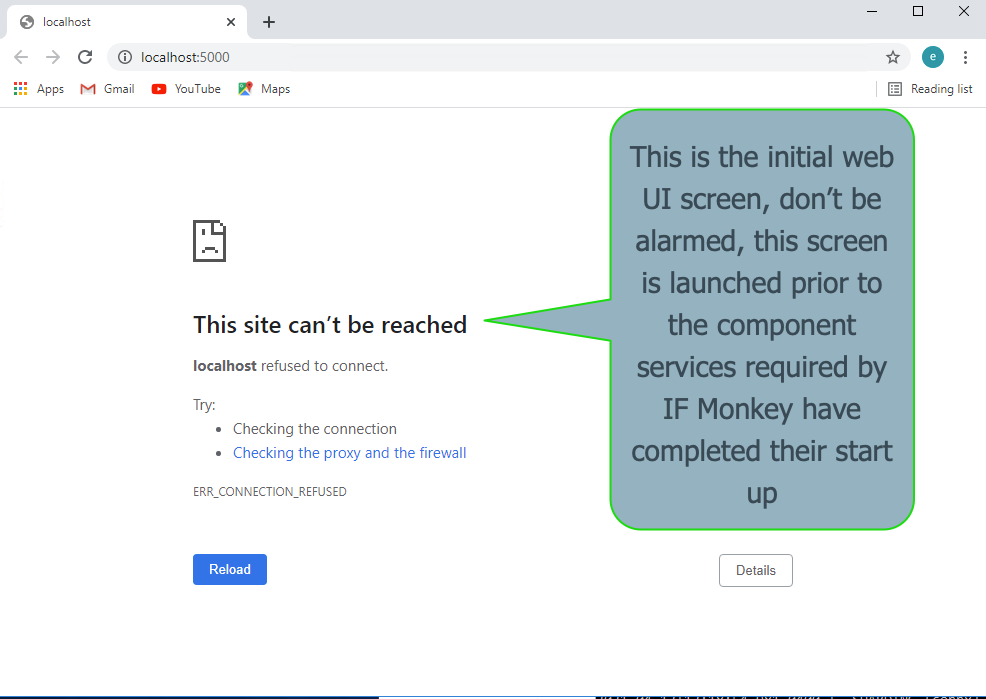 localhost
localhost:5000
e
Apps
Gmail
YouTube
Maps
Reading list
This is the initial web
UI screen, don’t be
alarmed, this screen
is launched prior to
the component
services required by
IF Monkey have
completed their start
up
This site can’t be reached
localhost refused to connect.
Try:
• Checking the connection
• Checking the proxy and the firewall
ERR_CONNECTION_REFUSED
Reload
Details